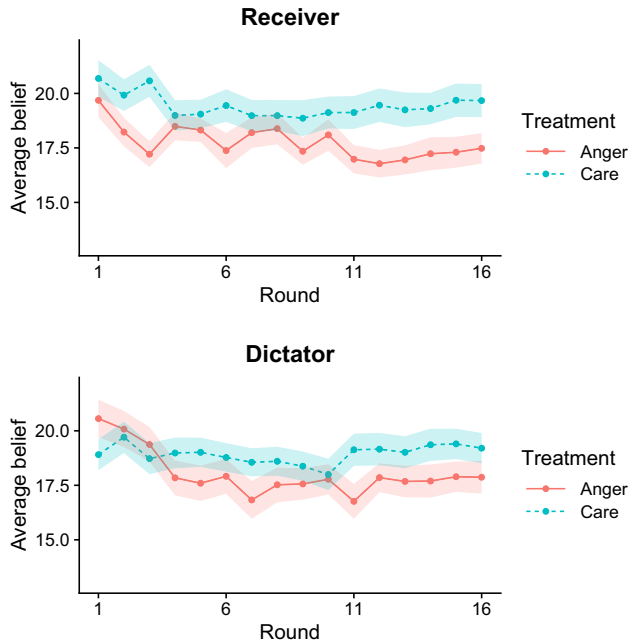 Receiver
Average belief
20.0
17.5
15.0
1 6 11 16
Round
Treatment
Anger
Care
Dictator
Average belief
20.0
17.5
15.0
1 6 11 16
Round
Treatment
Anger
Care